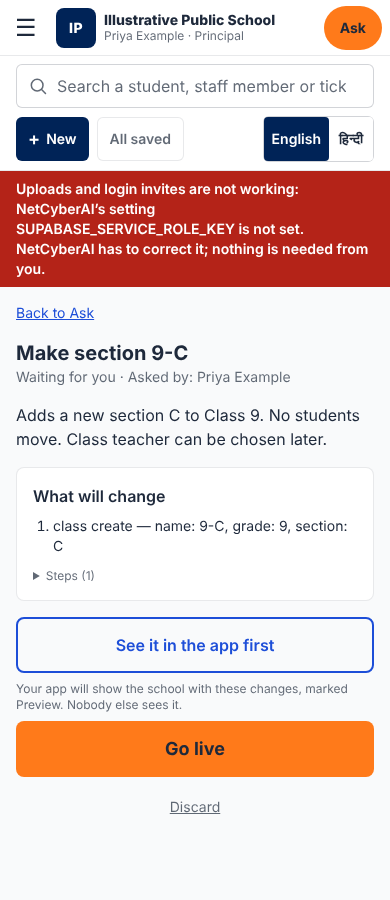 ☰
IP
Illustrative Public School
Priya Example · Principal
Ask
Search a student, staff member or tick
+ New
All saved
English
हिन्दी
Uploads and login invites are not working:
NetCyberAI's setting
SUPABASE_SERVICE_ROLE_KEY is not set.
NetCyberAI has to correct it; nothing is needed from
you.
Back to Ask
Make section 9-C
Waiting for you · Asked by: Priya Example
Adds a new section C to Class 9. No students
move. Class teacher can be chosen later.
What will change
1. class create — name: 9-C, grade: 9, section:
C
▶ Steps (1)
See it in the app first
Your app will show the school with these changes, marked
Preview. Nobody else sees it.
Go live
Discard